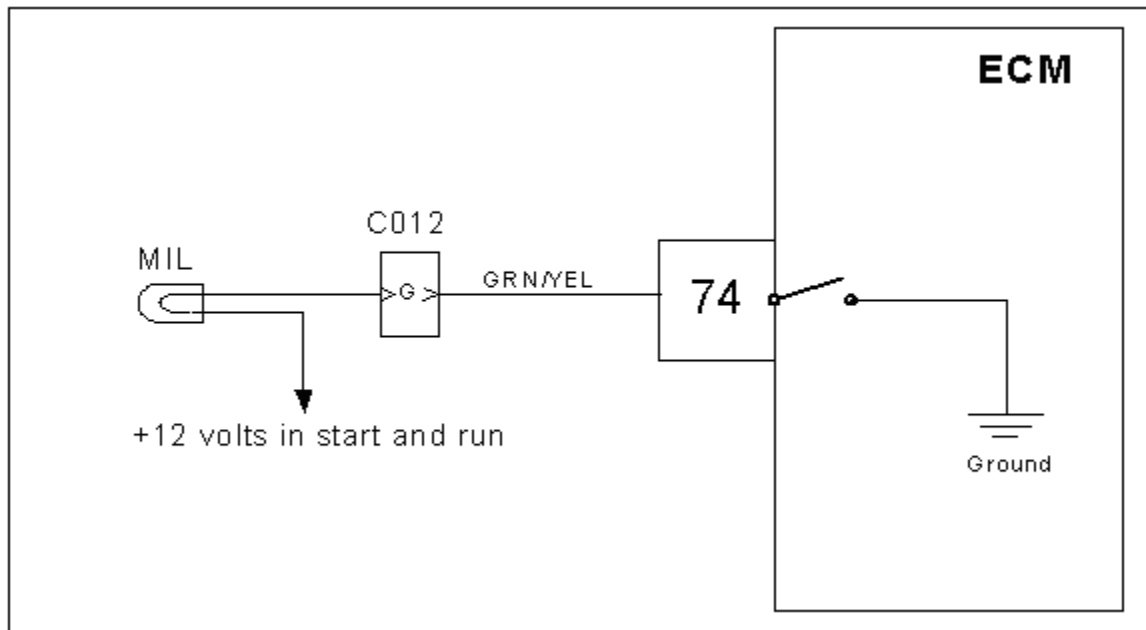 ECM
C012
MIL
G
GRN/YEL
74
+12 volts in start and run
Ground